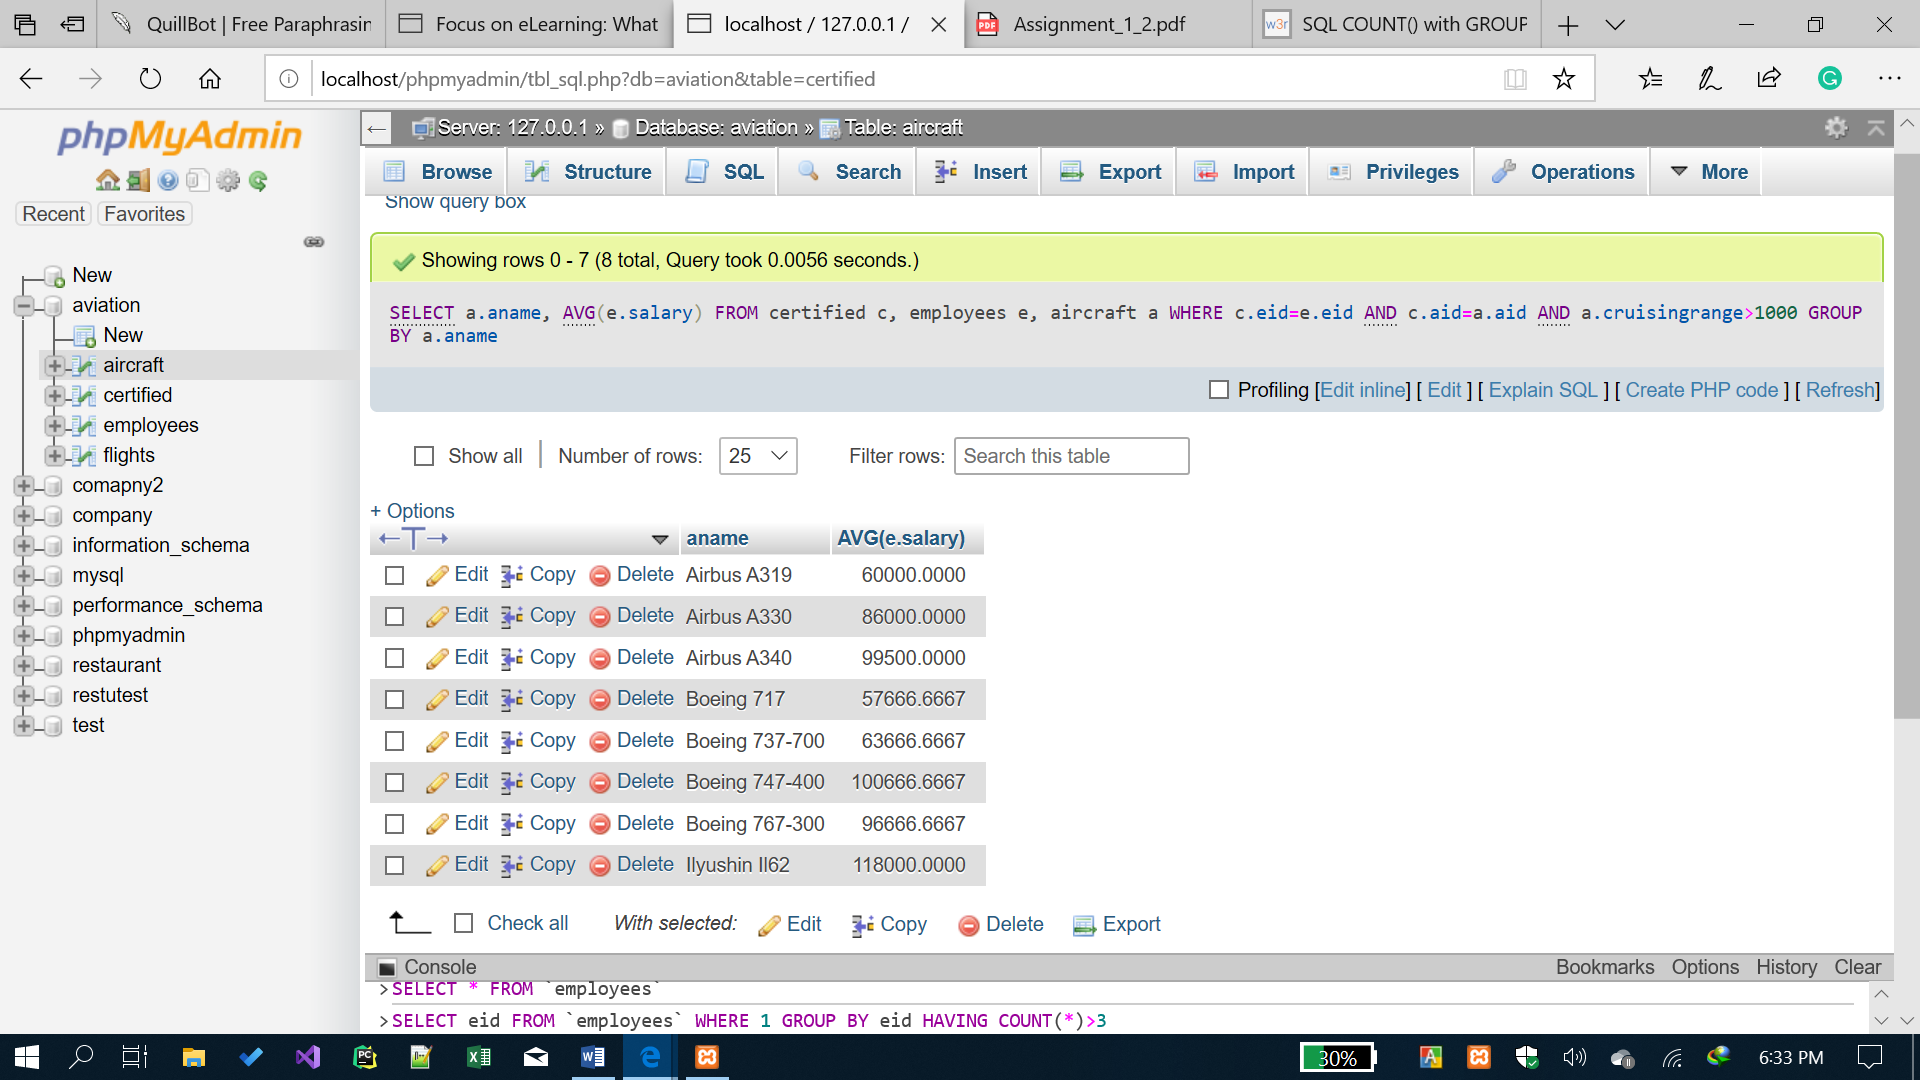 QuillBot | Free Paraphrasin
Focus on eLearning: What
localhost / 127.0.0.1 /
PDF
Assignment_1_2.pdf
w3r
SQL COUNT() with GROUP
localhost/phpmyadmin/tbl_sql.php?db=aviation&table=certified
phpMyAdmin
Recent
Favorites
New
aviation
New
aircraft
certified
employees
flights
comapny2
company
information_schema
mysql
performance_schema
phpmyadmin
restaurant
restutest
test
Server: 127.0.0.1 » Database: aviation » Table: aircraft
Browse
Structure
SQL
Search
Insert
Export
Import
Privileges
Operations
More
Show query box
Showing rows 0 - 7 (8 total, Query took 0.0056 seconds.)
SELECT a.aname, AVG(e.salary) FROM certified c, employees e, aircraft a WHERE c.eid=e.eid AND c.aid=a.aid AND a.cruisingrange>1000 GROUP
BY a.aname
Profiling [Edit inline] [ Edit ] [ Explain SQL ] [ Create PHP code ] [ Refresh]
Show all
Number of rows: 25
Filter rows: Search this table
+ Options
aname AVG(e.salary)
Edit Copy Delete Airbus A319 60000.0000
Edit Copy Delete Airbus A330 86000.0000
Edit Copy Delete Airbus A340 99500.0000
Edit Copy Delete Boeing 717 57666.6667
Edit Copy Delete Boeing 737-700 63666.6667
Edit Copy Delete Boeing 747-400 100666.6667
Edit Copy Delete Boeing 767-300 96666.6667
Edit Copy Delete Ilyushin Il62 118000.0000
Check all With selected: Edit Copy Delete Export
Console
Bookmarks Options History Clear
>SELECT * FROM `employees`
>SELECT eid FROM `employees` WHERE 1 GROUP BY eid HAVING COUNT(*)>3
30%
6:33 PM